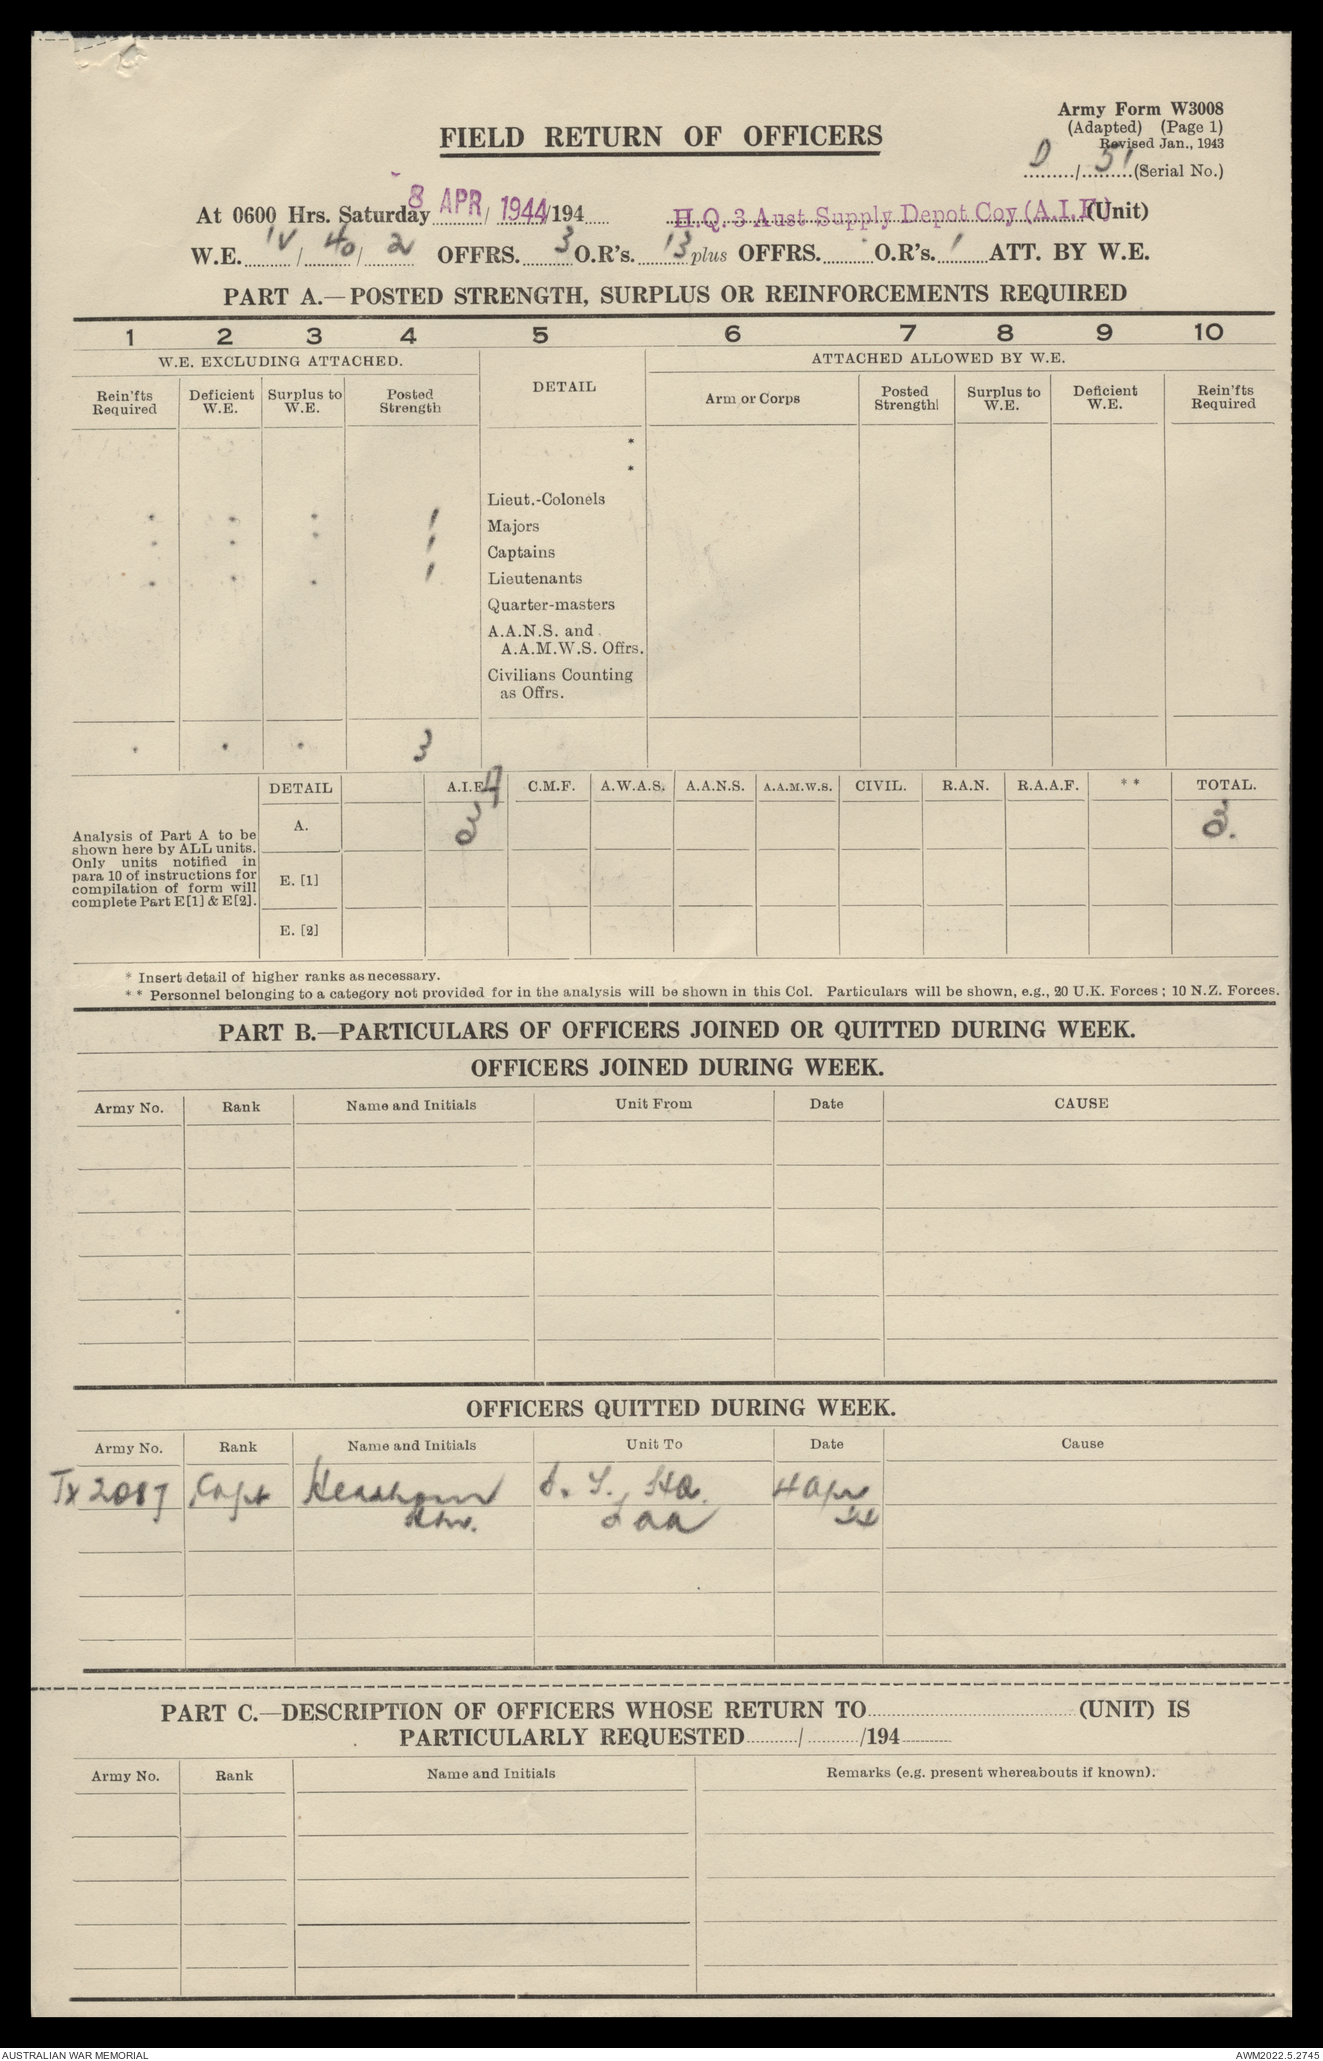 Army Form W3008
(Adapted) (Page 1)
Revised Jan., 1943
D / 51 (Serial No.)
FIELD RETURN OF OFFICERS
At 0600 Hrs. Saturday 8 APR / 1944 /194 H.Q. 3 Aust Supply Depot Coy (A.I.F.) (Unit)
W.E. IV / 40 / 2 OFFRS. 3 O.R's. 13 plus OFFRS. . O.R's. 1 ATT. BY W.E.
PART A.—POSTED STRENGTH, SURPLUS OR REINFORCEMENTS REQUIRED
1 2 3 4 5 6 7 8 9 10
W.E. EXCLUDING ATTACHED. DETAIL ATTACHED ALLOWED BY W.E.
Rein'fts Required Deficient W.E. Surplus to W.E. Posted Strength Arm or Corps Posted Strength Surplus to W.E. Deficient W.E. Rein'fts Required
*
*
Lieut.-Colonels
. . . 1 Majors
. . . 1 Captains
. . . 1 Lieutenants
Quarter-masters
A.A.N.S. and
A.A.M.W.S. Offrs.
Civilians Counting
as Offrs.
. . . 3
DETAIL A.I.F. C.M.F. A.W.A.S. A.A.N.S. A.A.M.W.S. CIVIL. R.A.N. R.A.A.F. ** TOTAL.
A.
Analysis of Part A to be
shown here by ALL units.
Only units notified in
para 10 of instructions for
compilation of form will
complete Part E[1] & E[2].
E. [1]
E. [2]
* Insert detail of higher ranks as necessary.
** Personnel belonging to a category not provided for in the analysis will be shown in this Col. Particulars will be shown, e.g., 20 U.K. Forces; 10 N.Z. Forces.
PART B.—PARTICULARS OF OFFICERS JOINED OR QUITTED DURING WEEK.
OFFICERS JOINED DURING WEEK.
Army No. Rank Name and Initials Unit From Date CAUSE
OFFICERS QUITTED DURING WEEK.
Army No. Rank Name and Initials Unit To Date Cause
Tx 2087 Capt HQ. 4 Apr
PART C.—DESCRIPTION OF OFFICERS WHOSE RETURN TO (UNIT) IS
PARTICULARLY REQUESTED / /194
Army No. Rank Name and Initials Remarks (e.g. present whereabouts if known).
AUSTRALIAN WAR MEMORIAL AWM2022.5.2745